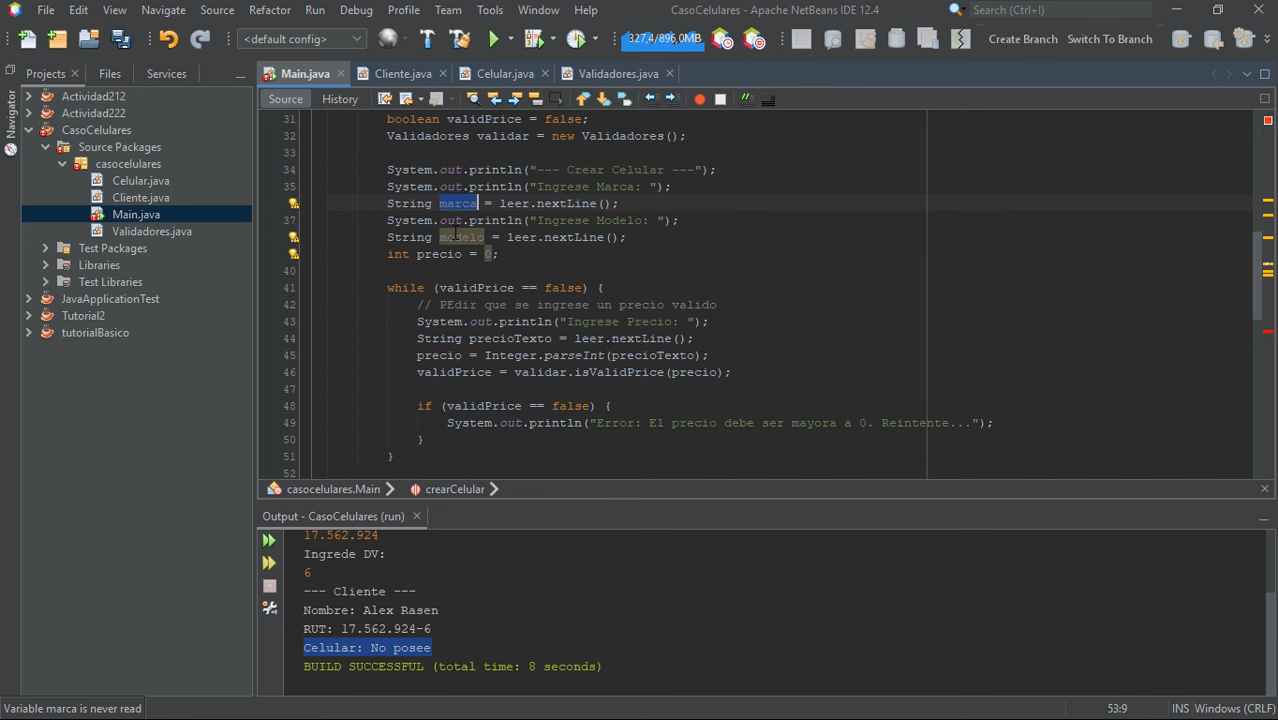 File Edit View Navigate Source Refactor Run Debug Profile Team Tools Window Help
CasoCelulares - Apache NetBeans IDE 12.4
Search (Ctrl+I)
<default config>
327,4/896,0MB
Create Branch
Switch To Branch
Projects
Files
Services
Navigator
Actividad212
Actividad222
CasoCelulares
Source Packages
casocelulares
Celular.java
Cliente.java
Main.java
Validadores.java
Test Packages
Libraries
Test Libraries
JavaApplicationTest
Tutorial2
tutorialBasico
Main.java
Cliente.java
Celular.java
Validadores.java
Source
History
31 boolean validPrice = false;
32 Validadores validar = new Validadores();
33
34 System.out.println("--- Crear Celular ---");
35 System.out.println("Ingrese Marca: ");
String marca = leer.nextLine();
37 System.out.println("Ingrese Modelo: ");
String modelo = leer.nextLine();
int precio = 0;
40
41 while (validPrice == false) {
42 // PEdir que se ingrese un precio valido
43 System.out.println("Ingrese Precio: ");
44 String precioTexto = leer.nextLine();
45 precio = Integer.parseInt(precioTexto);
46 validPrice = validar.isValidPrice(precio);
47
48 if (validPrice == false) {
49 System.out.println("Error: El precio debe ser mayora a 0. Reintente...");
50 }
51 }
52
casocelulares.Main
crearCelular
Output - CasoCelulares (run)
17.562.924
Ingrede DV:
6
--- Cliente ---
Nombre: Alex Rasen
RUT: 17.562.924-6
Celular: No posee
BUILD SUCCESSFUL (total time: 8 seconds)
Variable marca is never read
53:9
INS
Windows (CRLF)